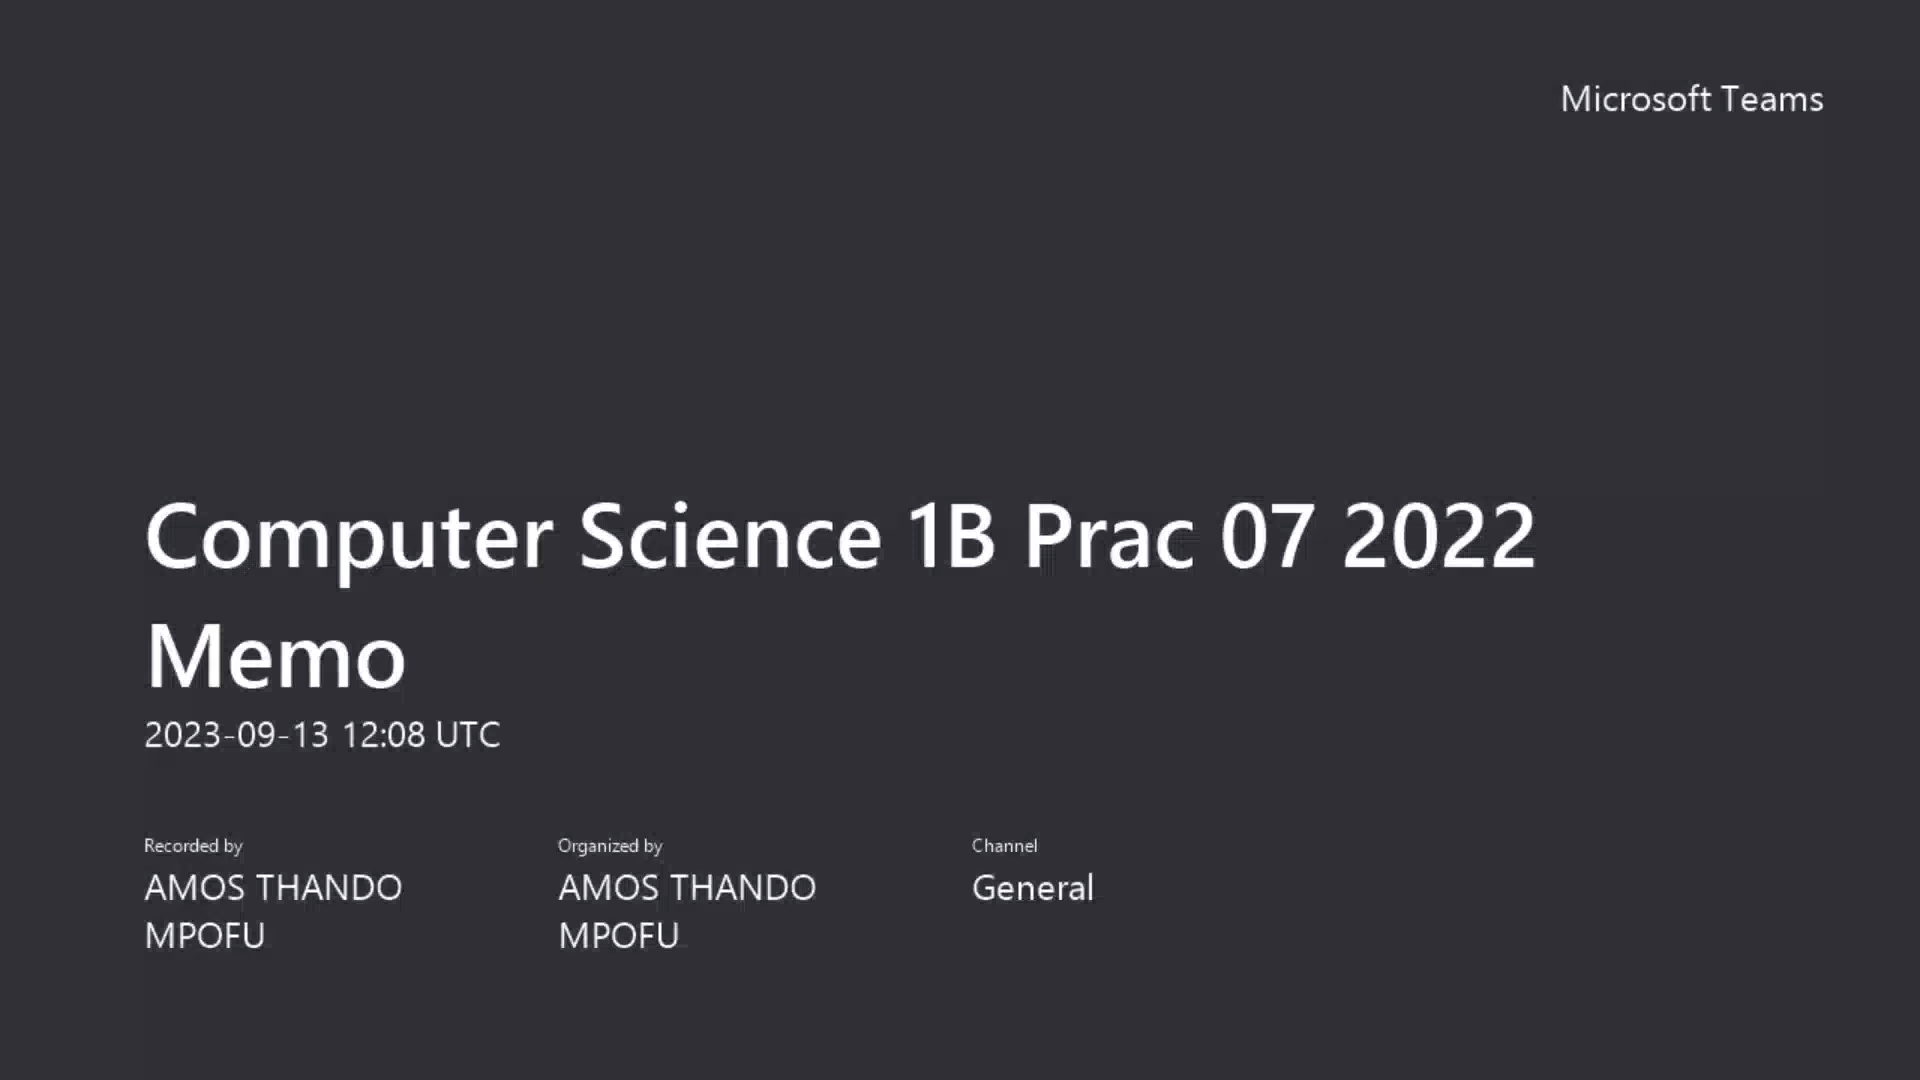 Microsoft Teams
Computer Science 1B Prac 07 2022
Memo
2023-09-13 12:08 UTC
Recorded by
AMOS THANDO
MPOFU
Organized by
AMOS THANDO
MPOFU
Channel
General